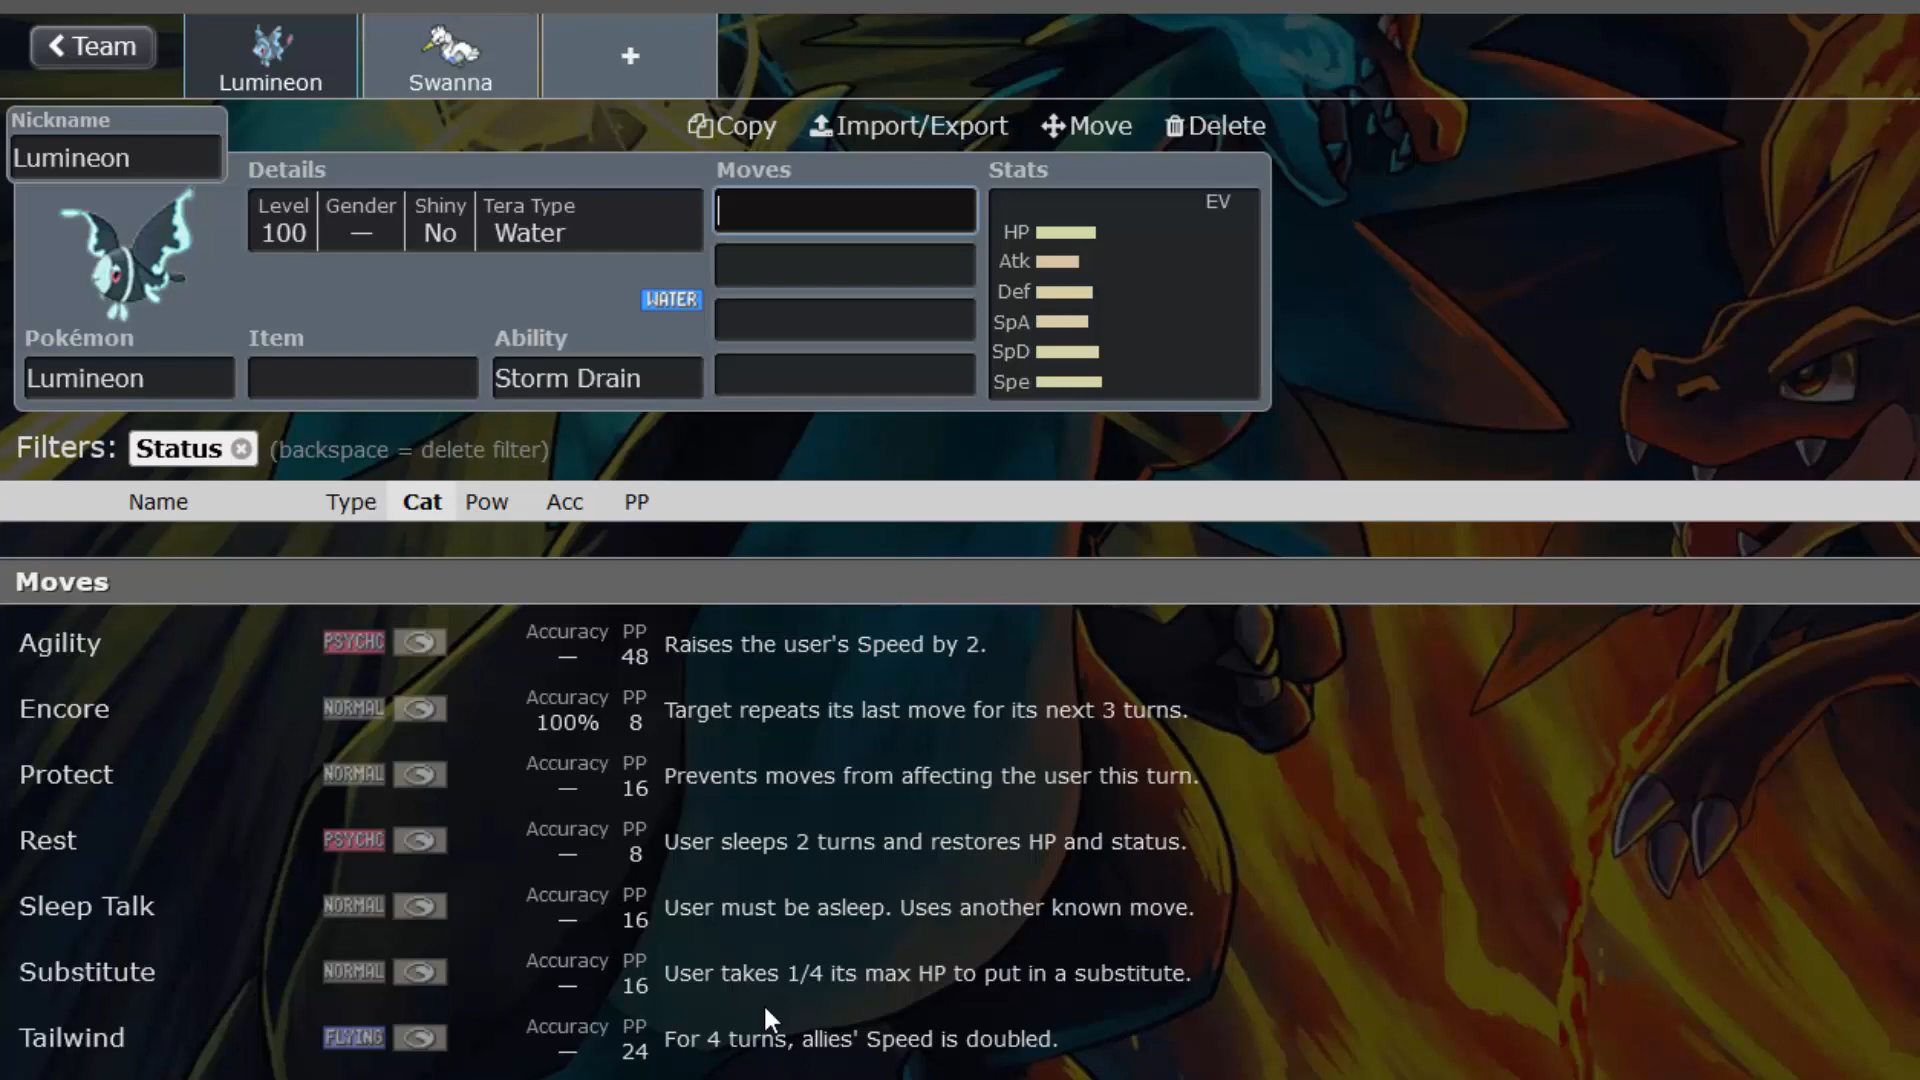 Team
Lumineon
Swanna
+
Nickname
Lumineon
Copy Import/Export Move Delete
Details
Moves
Stats
Level Gender Shiny Tera Type
100 — No Water
EV
HP
Atk
Def
SpA
SpD
Spe
WATER
Pokémon
Item
Ability
Lumineon
Storm Drain
Filters: Status (backspace = delete filter)
Name Type Cat Pow Acc PP
Moves
Agility PSYCHC Accuracy — PP 48 Raises the user's Speed by 2.
Encore NORMAL Accuracy 100% PP 8 Target repeats its last move for its next 3 turns.
Protect NORMAL Accuracy — PP 16 Prevents moves from affecting the user this turn.
Rest PSYCHC Accuracy — PP 8 User sleeps 2 turns and restores HP and status.
Sleep Talk NORMAL Accuracy — PP 16 User must be asleep. Uses another known move.
Substitute NORMAL Accuracy — PP 16 User takes 1/4 its max HP to put in a substitute.
Tailwind FLYING Accuracy — PP 24 For 4 turns, allies' Speed is doubled.